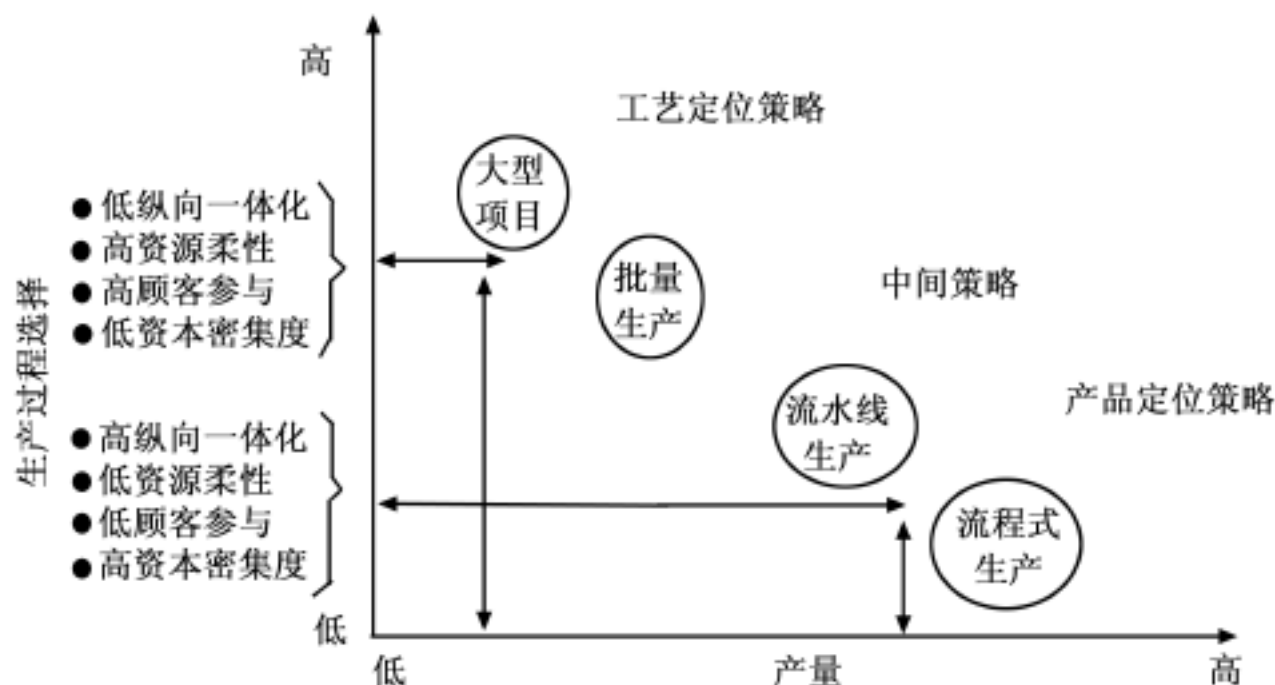 高
工艺定位策略
大型
项目
● 低纵向一体化
● 高资源柔性
● 高顾客参与
● 低资本密集度
批量
生产
中间策略
生产过程选择
产品定位策略
流水线
生产
● 高纵向一体化
● 低资源柔性
● 低顾客参与
● 高资本密集度
流程式
生产
低
低
产量
高